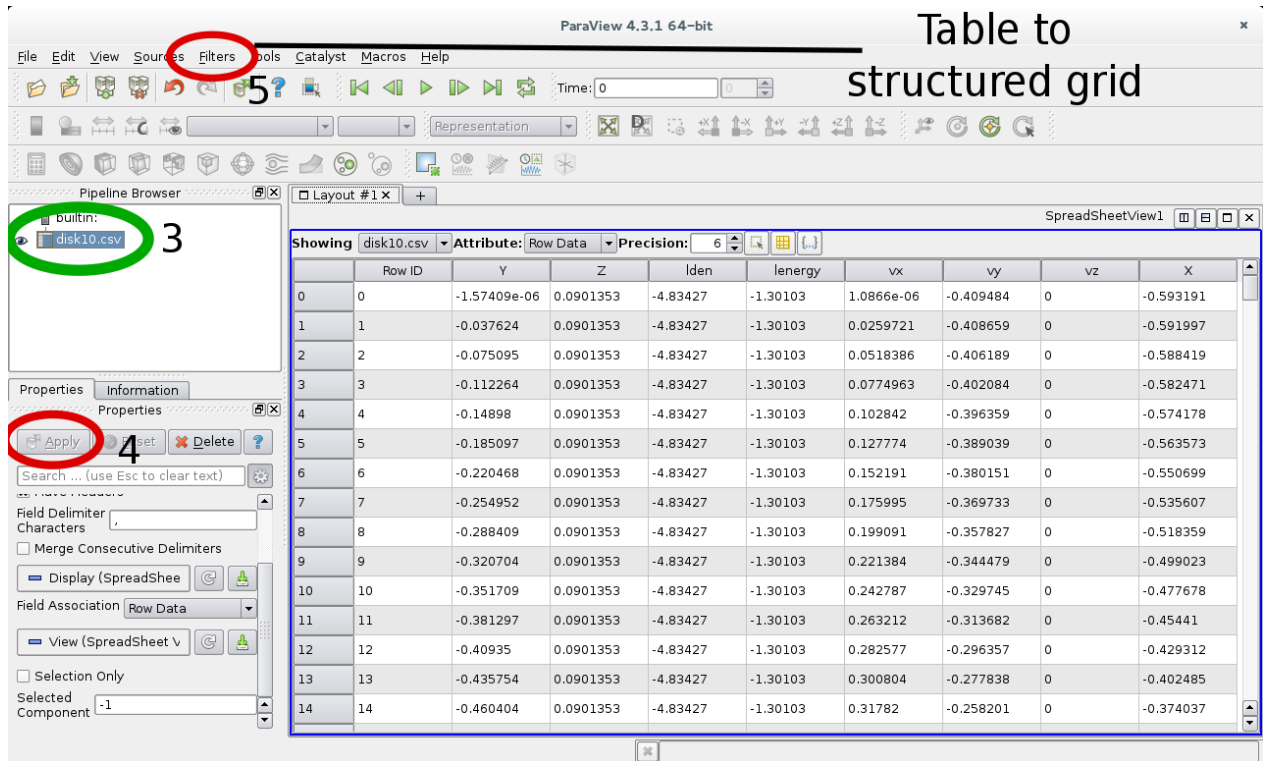 ParaView 4.3.1 64-bit
Table to
structured grid
File Edit View Sources Filters Tools Catalyst Macros Help
5
Time: 0
0
Representation
Pipeline Browser
builtin:
disk10.csv
3
Properties Information
Properties
Apply Reset Delete ?
4
Search ... (use Esc to clear text)
Have Headers
Field Delimiter
Characters ,
Merge Consecutive Delimiters
Display (SpreadShee
Field Association Row Data
View (SpreadSheet V
Selection Only
Selected
Component -1
Layout #1 +
SpreadSheetView1
Showing disk10.csv Attribute: Row Data Precision: 6 {...}
Row ID Y Z lden lenergy vx vy vz X
0 0 -1.57409e-06 0.0901353 -4.83427 -1.30103 1.0866e-06 -0.409484 0 -0.593191
1 1 -0.037624 0.0901353 -4.83427 -1.30103 0.0259721 -0.408659 0 -0.591997
2 2 -0.075095 0.0901353 -4.83427 -1.30103 0.0518386 -0.406189 0 -0.588419
3 3 -0.112264 0.0901353 -4.83427 -1.30103 0.0774963 -0.402084 0 -0.582471
4 4 -0.14898 0.0901353 -4.83427 -1.30103 0.102842 -0.396359 0 -0.574178
5 5 -0.185097 0.0901353 -4.83427 -1.30103 0.127774 -0.389039 0 -0.563573
6 6 -0.220468 0.0901353 -4.83427 -1.30103 0.152191 -0.380151 0 -0.550699
7 7 -0.254952 0.0901353 -4.83427 -1.30103 0.175995 -0.369733 0 -0.535607
8 8 -0.288409 0.0901353 -4.83427 -1.30103 0.199091 -0.357827 0 -0.518359
9 9 -0.320704 0.0901353 -4.83427 -1.30103 0.221384 -0.344479 0 -0.499023
10 10 -0.351709 0.0901353 -4.83427 -1.30103 0.242787 -0.329745 0 -0.477678
11 11 -0.381297 0.0901353 -4.83427 -1.30103 0.263212 -0.313682 0 -0.45441
12 12 -0.40935 0.0901353 -4.83427 -1.30103 0.282577 -0.296357 0 -0.429312
13 13 -0.435754 0.0901353 -4.83427 -1.30103 0.300804 -0.277838 0 -0.402485
14 14 -0.460404 0.0901353 -4.83427 -1.30103 0.31782 -0.258201 0 -0.374037